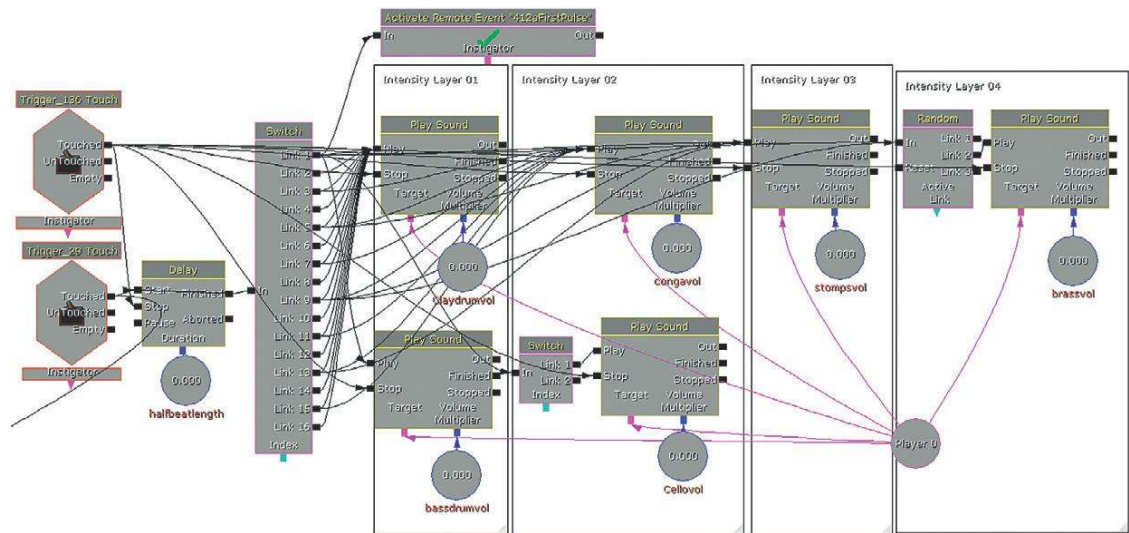 Activate Remote Event "412aFirstPulse"
In
Out
Instigator
Intensity Layer 01
Intensity Layer 02
Intensity Layer 03
Intensity Layer 04
Trigger_136 Touch
Touched
UnTouched
Empty
Instigator
Trigger_29 Touch
Touched
UnTouched
Empty
Instigator
Delay
Start
Stop
Pause
Finished
Aborted
Duration
0.000
halfbeatlength
Switch
In
Link 1
Link 2
Link 3
Link 4
Link 5
Link 6
Link 7
Link 8
Link 9
Link 10
Link 11
Link 12
Link 13
Link 14
Link 15
Link 16
Index
Play Sound
Play
Stop
Out
Finished
Stopped
Target
Volume
Multiplier
0.000
Claydrumvol
Play Sound
Play
Stop
Out
Finished
Stopped
Target
Volume
Multiplier
0.000
bassdrumvol
Play Sound
Play
Stop
Out
Finished
Stopped
Target
Volume
Multiplier
0.000
congavol
Switch
In
Link 1
Link 2
Index
Play Sound
Play
Stop
Out
Finished
Stopped
Target
Volume
Multiplier
0.000
Cellovol
Play Sound
Play
Stop
Out
Finished
Stopped
Target
Volume
Multiplier
0.000
stompsvol
Random
In
Reset
Link 1
Link 2
Link 3
Active
Link
Play Sound
Play
Stop
Out
Finished
Stopped
Target
Volume
Multiplier
0.000
brassvol
Player 0